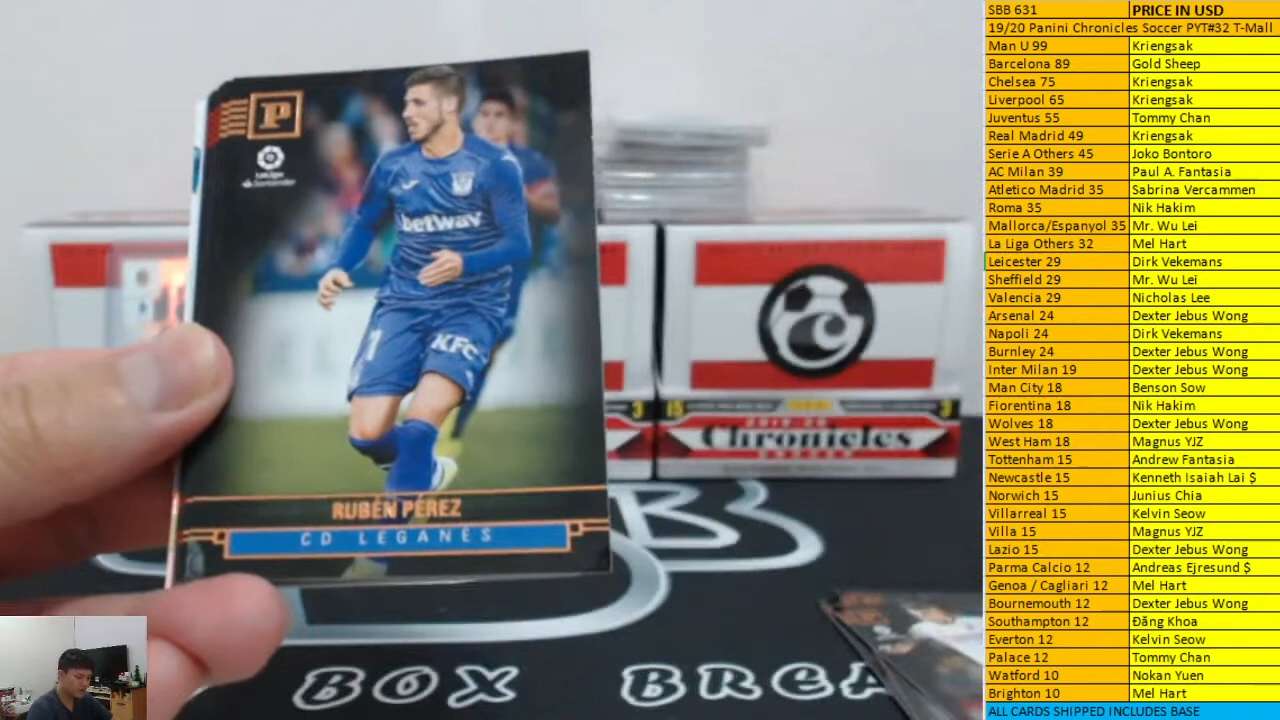 P
LaLiga
Santander
betway
1
KFC
RUBÉN PÉREZ
CD LEGANÉS
3
15
3
2019-20
Chronicles
SOCCER
BOX BREA
SBB 631 PRICE IN USD
19/20 Panini Chronicles Soccer PYT#32 T-Mall
Man U 99 Kriengsak
Barcelona 89 Gold Sheep
Chelsea 75 Kriengsak
Liverpool 65 Kriengsak
Juventus 55 Tommy Chan
Real Madrid 49 Kriengsak
Serie A Others 45 Joko Bontoro
AC Milan 39 Paul A. Fantasia
Atletico Madrid 35 Sabrina Vercammen
Roma 35 Nik Hakim
Mallorca/Espanyol 35 Mr. Wu Lei
La Liga Others 32 Mel Hart
Leicester 29 Dirk Vekemans
Sheffield 29 Mr. Wu Lei
Valencia 29 Nicholas Lee
Arsenal 24 Dexter Jebus Wong
Napoli 24 Dirk Vekemans
Burnley 24 Dexter Jebus Wong
Inter Milan 19 Dexter Jebus Wong
Man City 18 Benson Sow
Fiorentina 18 Nik Hakim
Wolves 18 Dexter Jebus Wong
West Ham 18 Magnus YJZ
Tottenham 15 Andrew Fantasia
Newcastle 15 Kenneth Isaiah Lai $
Norwich 15 Junius Chia
Villarreal 15 Kelvin Seow
Villa 15 Magnus YJZ
Lazio 15 Dexter Jebus Wong
Parma Calcio 12 Andreas Ejresund $
Genoa / Cagliari 12 Mel Hart
Bournemouth 12 Dexter Jebus Wong
Southampton 12 Đăng Khoa
Everton 12 Kelvin Seow
Palace 12 Tommy Chan
Watford 10 Nokan Yuen
Brighton 10 Mel Hart
ALL CARDS SHIPPED INCLUDES BASE